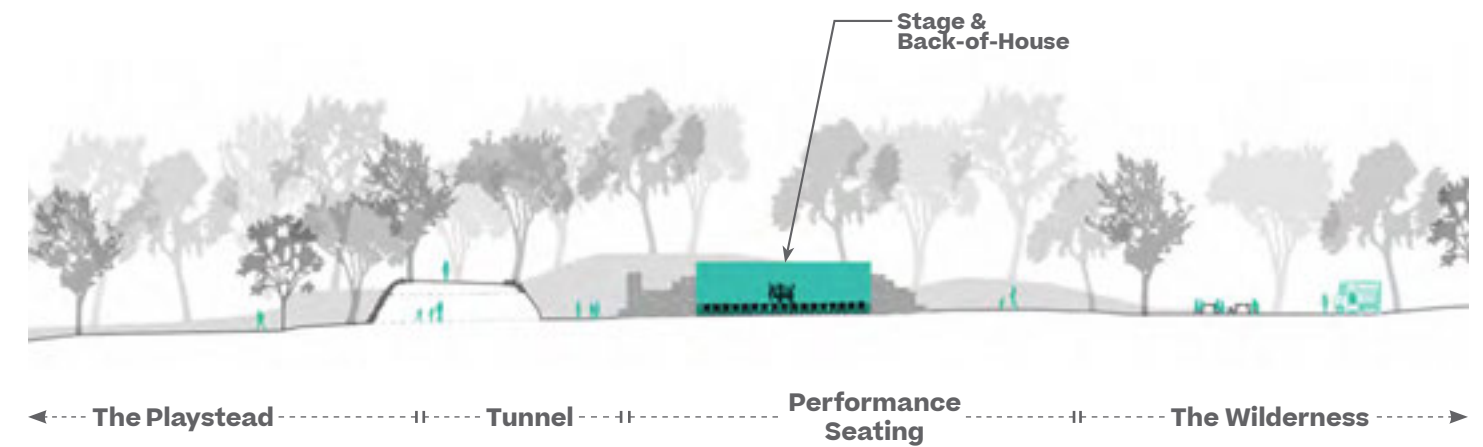 Stage &
Back-of-House
The Playstead
Tunnel
Performance
Seating
The Wilderness